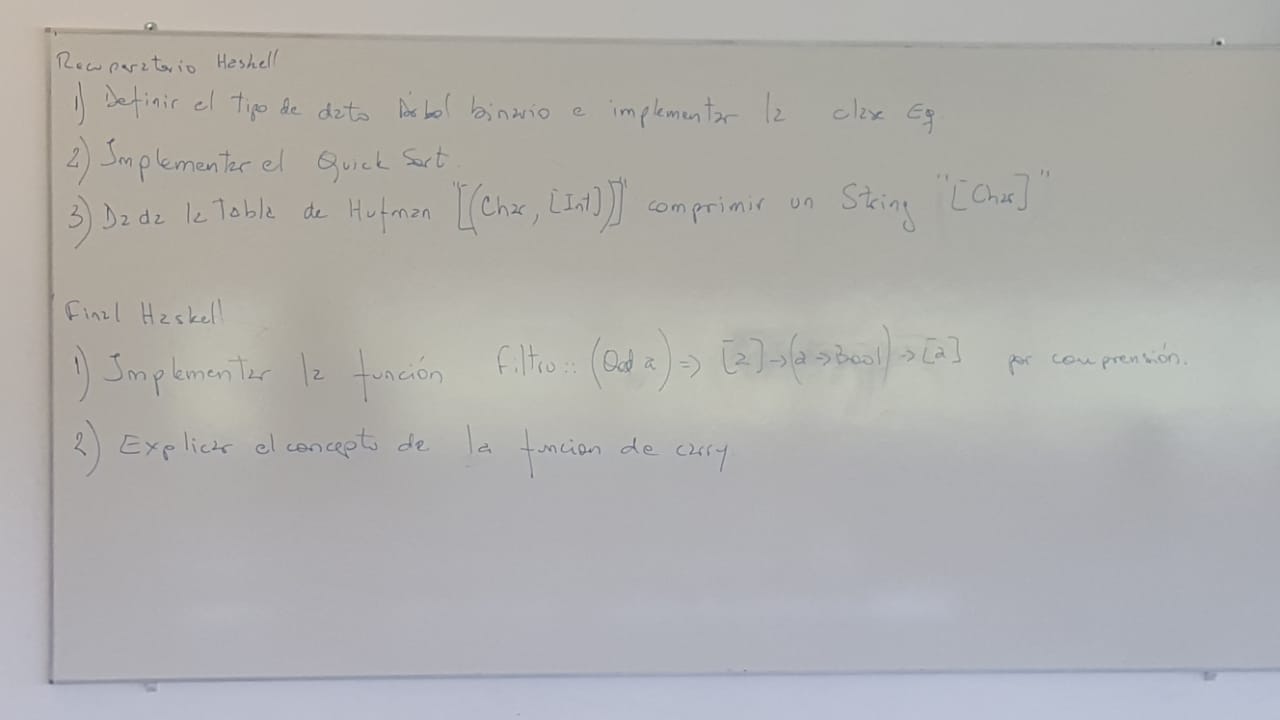 Recuperatorio Haskell
1) Definir el tipo de dato Árbol binario e implementar la clase Eq
2) Implementar el Quick Sort.
3) Dada la Tabla de Hufman "[(Char, [Int])]" comprimir un String "[Char]"
Final Haskell
1) Implementar la función filtro:: (Ord a) => [a] -> (a -> Bool) -> [a] por comprensión.
2) Explicar el concepto de la funcion de curry